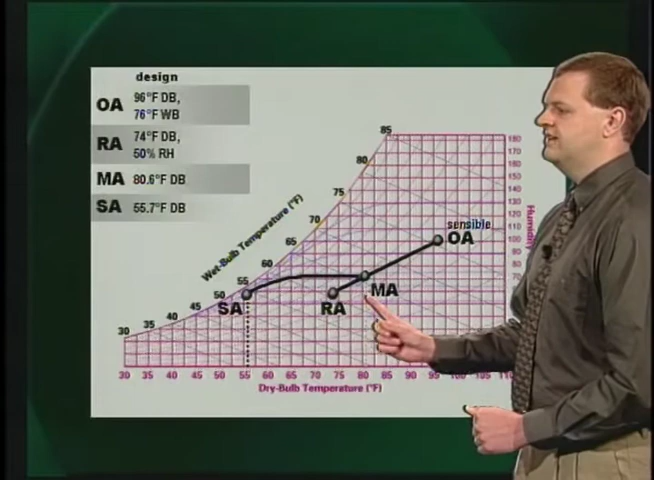 design
OA 96°F DB,
76°F WB
RA 74°F DB,
50% RH
MA 80.6°F DB
SA 55.7°F DB
85
80
75
70
65
60
55
50
45
40
35
30
Wet-Bulb Temperature (°F)
180
170
160
150
140
130
120
110
100
90
80
70
Humidity
sensible
OA
MA
RA
SA
30 35 40 45 50 55 60 65 70 75 80 85 90 95 100 105
Dry-Bulb Temperature (°F)